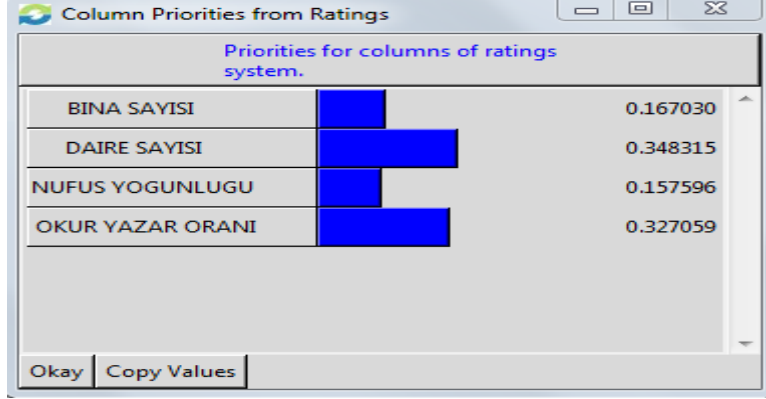 Column Priorities from Ratings
Priorities for columns of ratings
system.
BINA SAYISI 0.167030
DAIRE SAYISI 0.348315
NUFUS YOGUNLUGU 0.157596
OKUR YAZAR ORANI 0.327059
Okay Copy Values